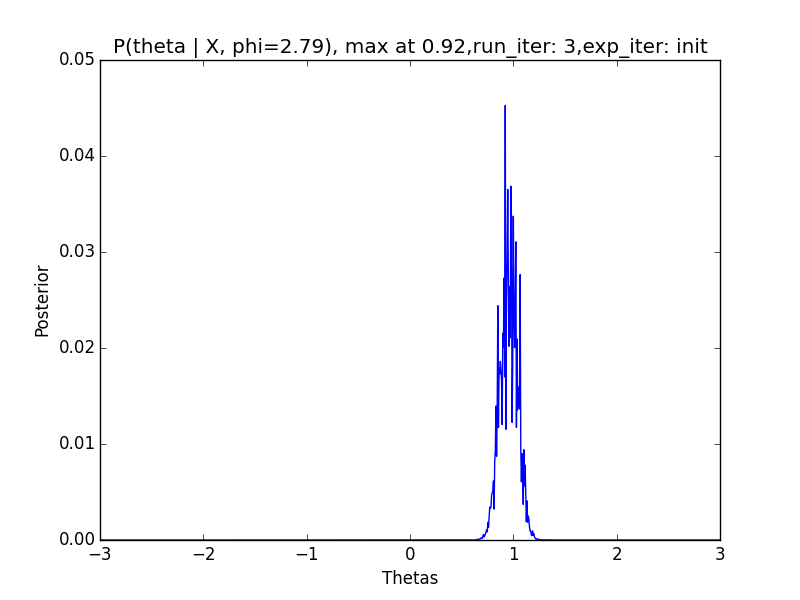 P(theta | X, phi=2.79), max at 0.92,run_iter: 3,exp_iter: init
0.05
0.04
0.03
0.02
0.01
0.00
Posterior
−3 −2 −1 0 1 2 3
Thetas